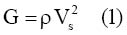 G = ρ V_s^2 (1)